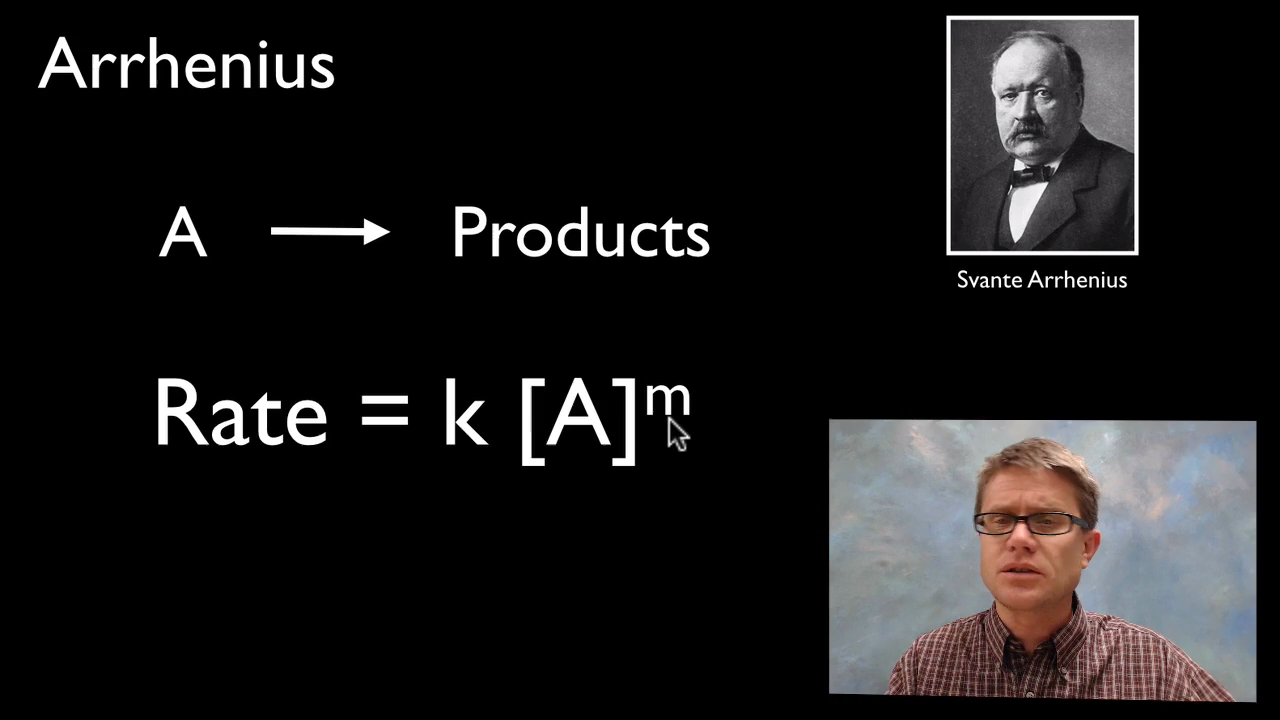 Arrhenius
A → Products
Rate = k [A]ᵐ
Svante Arrhenius